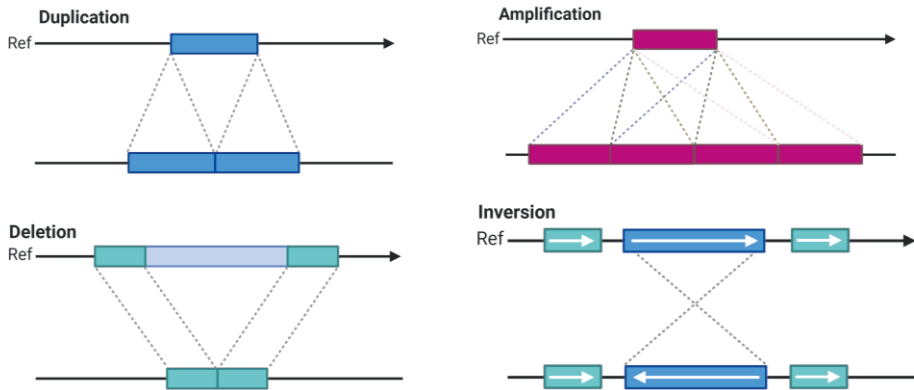 Duplication
Ref
Amplification
Ref
Deletion
Ref
Inversion
Ref